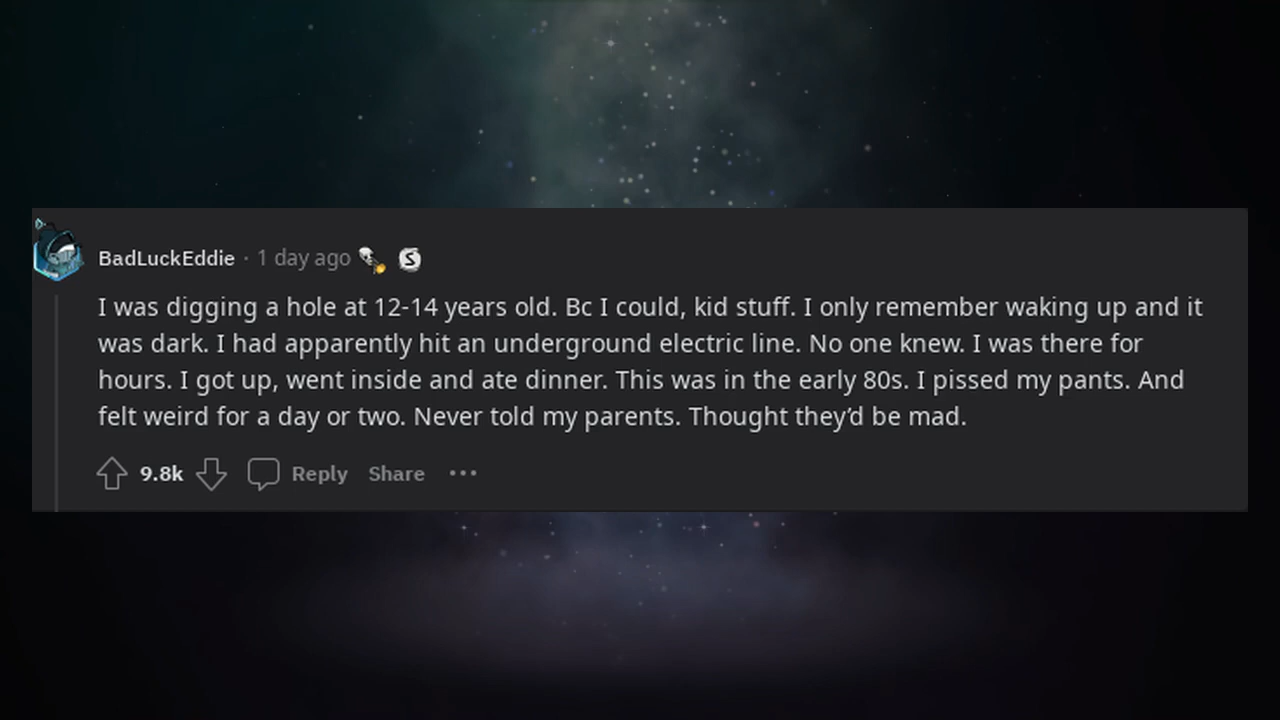 BadLuckEddie · 1 day ago
I was digging a hole at 12-14 years old. Bc I could, kid stuff. I only remember waking up and it
was dark. I had apparently hit an underground electric line. No one knew. I was there for
hours. I got up, went inside and ate dinner. This was in the early 80s. I pissed my pants. And
felt weird for a day or two. Never told my parents. Thought they’d be mad.
9.8k Reply Share •••